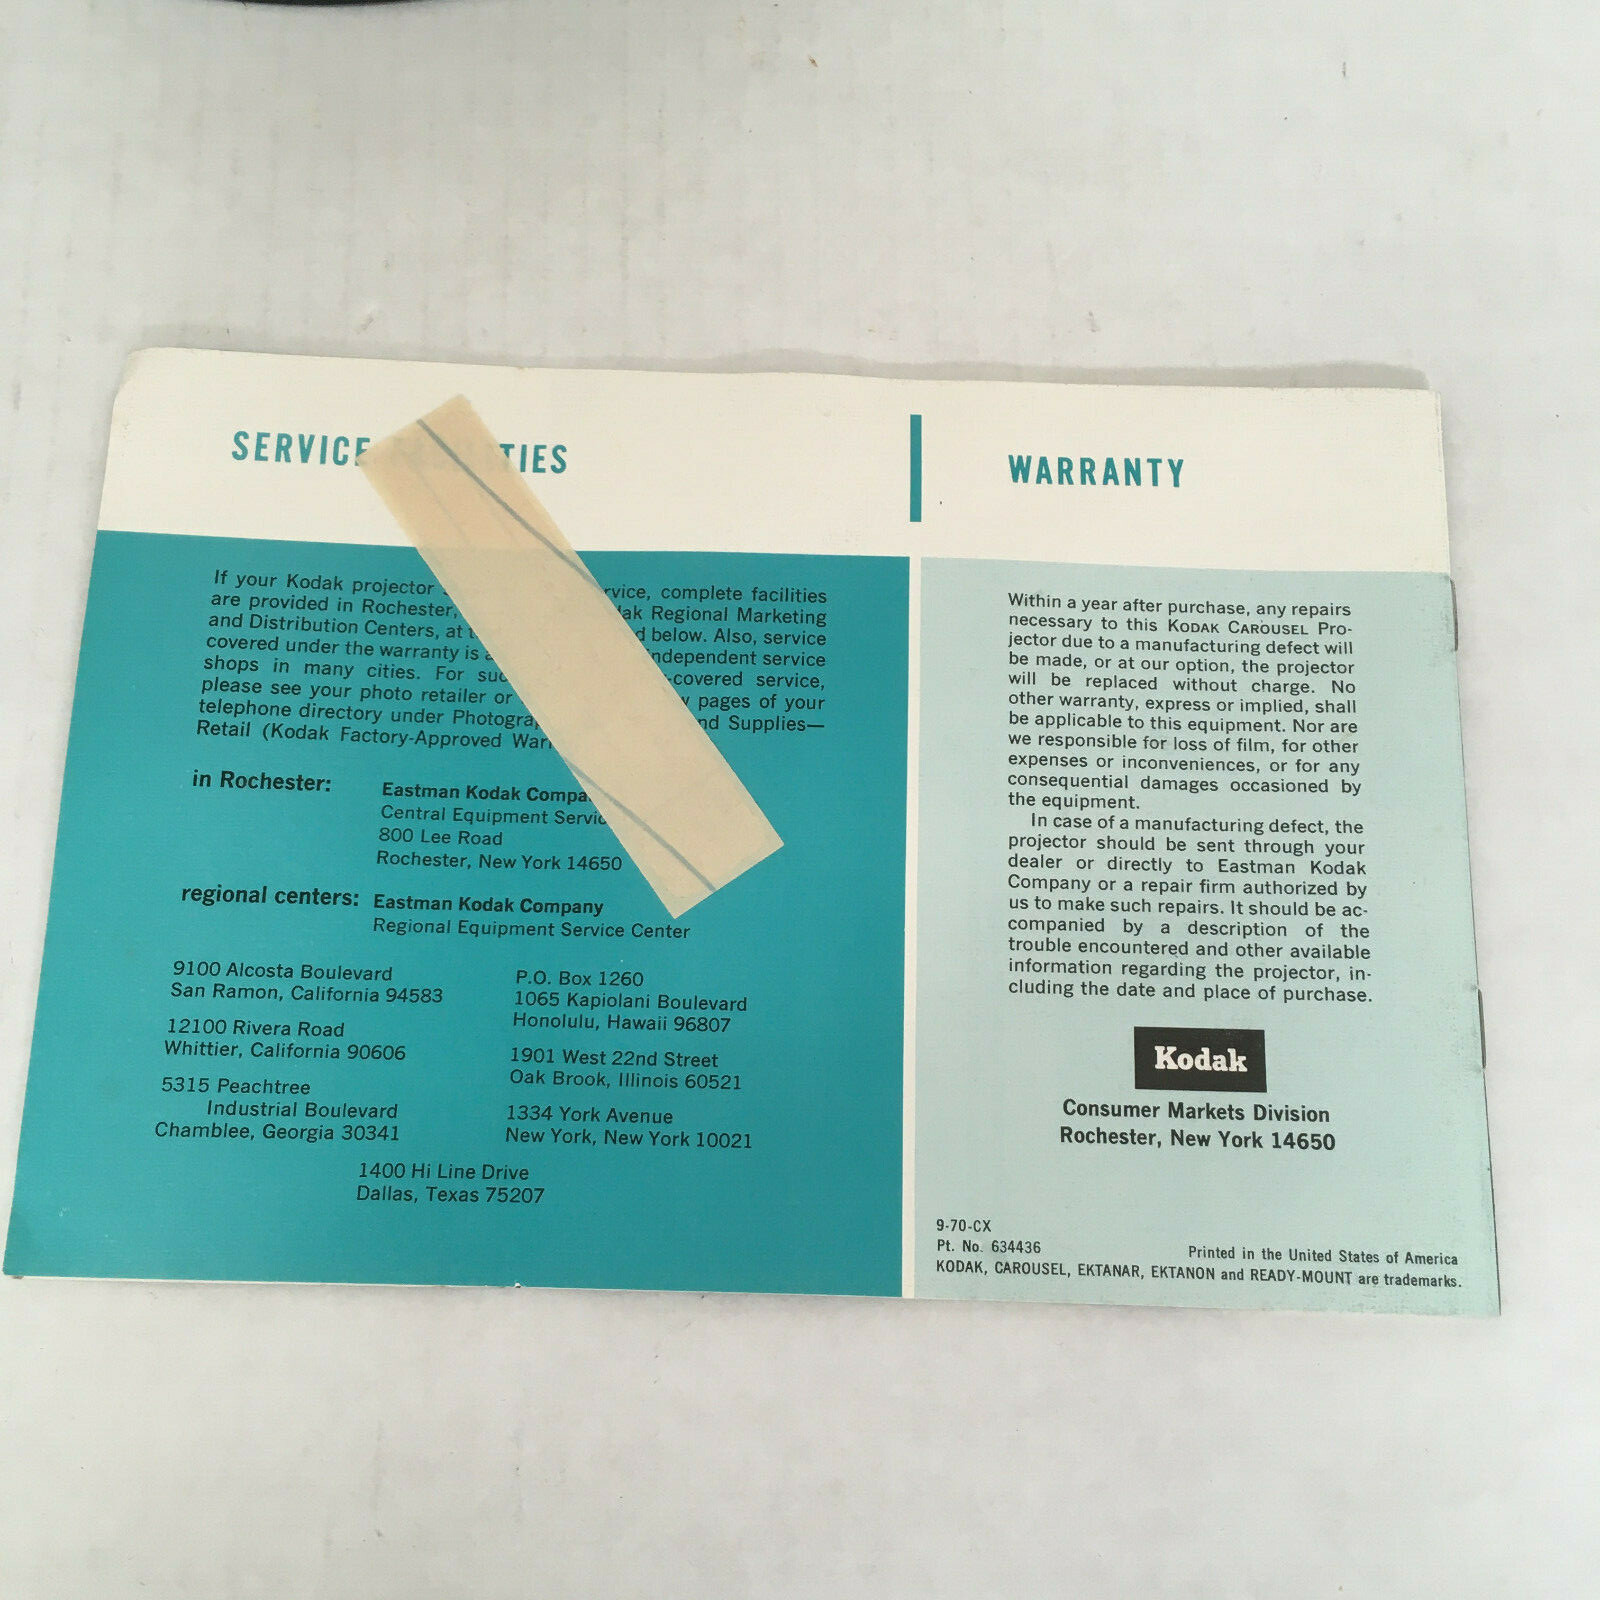 SERVICE
If your Kodak projector complete facilities
are provided in Rochester, Regional Marketing
and Distribution Centers, at below. Also, service
covered under the warranty is independent service
shops in many cities. For service,
please see your photo retailer or pages of your
telephone directory under Supplies—
Retail (Kodak Factory-Approved
in Rochester:
Eastman Kodak
Central Equipment
800 Lee Road
Rochester, New York 14650
regional centers:
Eastman Kodak Company
Regional Equipment Service Center
9100 Alcosta Boulevard
San Ramon, California 94583
12100 Rivera Road
Whittier, California 90606
5315 Peachtree
Industrial Boulevard
Chamblee, Georgia 30341
P.O. Box 1260
1065 Kapiolani Boulevard
Honolulu, Hawaii 96807
1901 West 22nd Street
Oak Brook, Illinois 60521
1334 York Avenue
New York, New York 10021
1400 Hi Line Drive
Dallas, Texas 75207
WARRANTY
Within a year after purchase, any repairs
necessary to this KODAK CAROUSEL Pro-
jector due to a manufacturing defect will
be made, or at our option, the projector
will be replaced without charge. No
other warranty, express or implied, shall
be applicable to this equipment. Nor are
we responsible for loss of film, for other
expenses or inconveniences, or for any
consequential damages occasioned by
the equipment.
In case of a manufacturing defect, the
projector should be sent through your
dealer or directly to Eastman Kodak
Company or a repair firm authorized by
us to make such repairs. It should be ac-
companied by a description of the
trouble encountered and other available
information regarding the projector, in-
cluding the date and place of purchase.
Kodak
Consumer Markets Division
Rochester, New York 14650
9-70-CX
Pt. No. 634436
Printed in the United States of America
KODAK, CAROUSEL, EKTANAR, EKTANON and READY-MOUNT are trademarks.